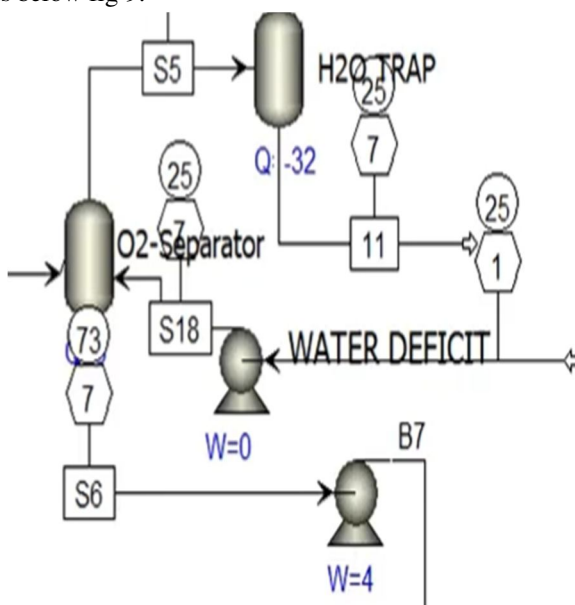 S5
H2O TRAP
25
7
Q: -32
25
7
O2-Separator
25
1
11
S18
WATER DEFICIT
73
7
W=0
B7
S6
W=4